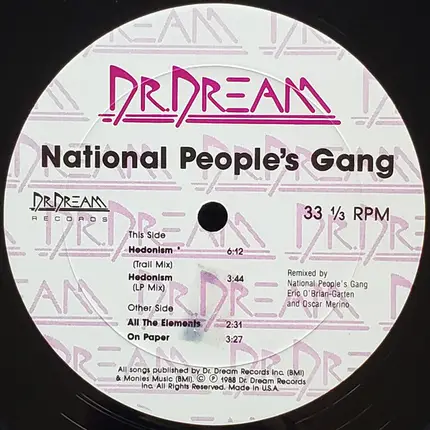 DR. DREAM
National People's Gang
DR. DREAM
RECORDS
33 1/3 RPM
This Side
Hedonism * 6:12
(Trail Mix)
Hedonism 3:44
(LP Mix)
Other Side
All The Elements 2:31
On Paper 3:27
Remixed by
National People's Gang
Eric O'Brian-Garten
and Oscar Merino
All songs published by Dr. Dream Records Inc. (BMI)
& Monies Music (BMI). © ℗ 1988 Dr. Dream Records
Inc. All Rights Reserved. Made in U.S.A.